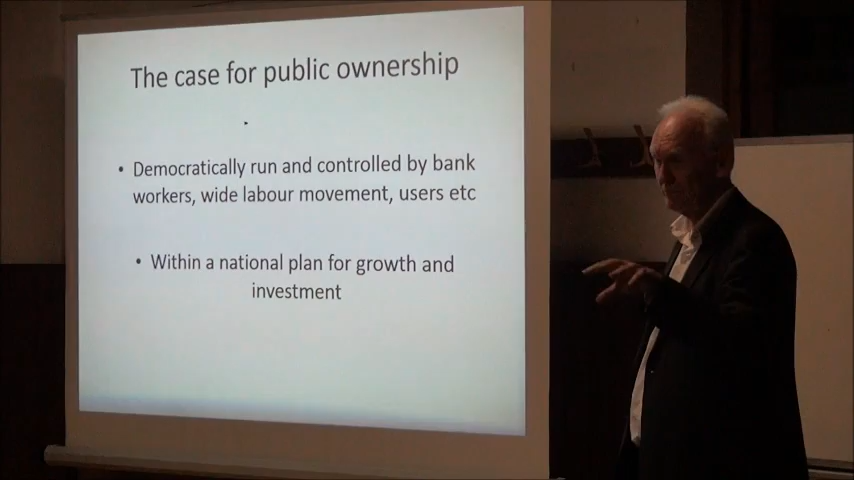 The case for public ownership
• Democratically run and controlled by bank
workers, wide labour movement, users etc
• Within a national plan for growth and
investment